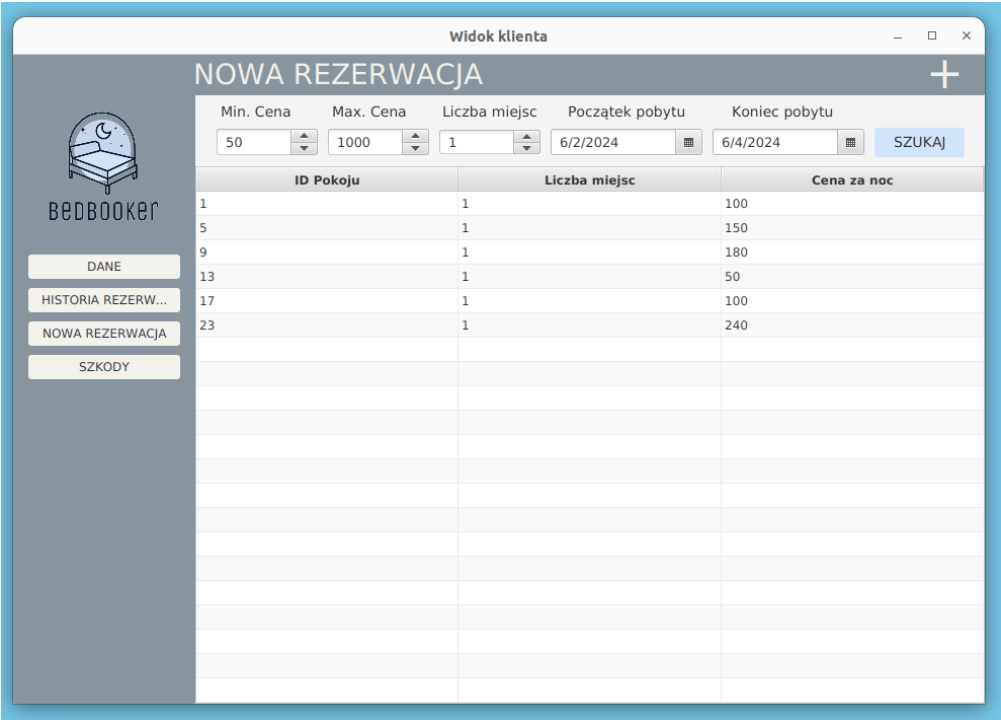 Widok klienta
NOWA REZERWACJA
BEDBOOKER
DANE
HISTORIA REZERW...
NOWA REZERWACJA
SZKODY
Min. Cena Max. Cena Liczba miejsc Początek pobytu Koniec pobytu
50 1000 1 6/2/2024 6/4/2024 SZUKAJ
ID Pokoju Liczba miejsc Cena za noc
1 1 100
5 1 150
9 1 180
13 1 50
17 1 100
23 1 240